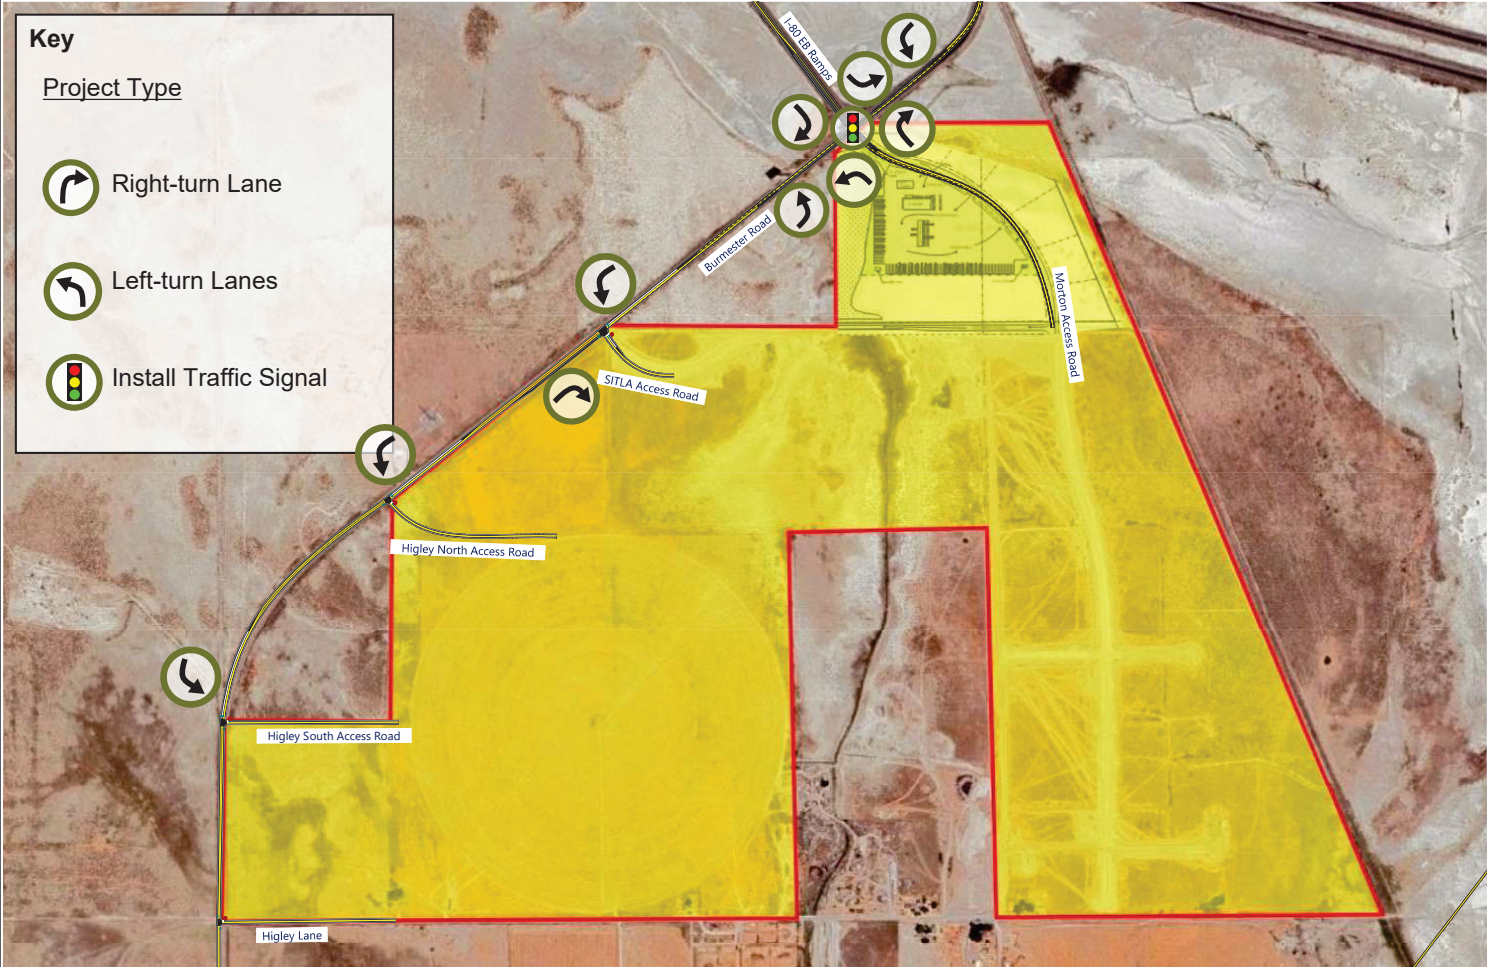 Key
Project Type
Right-turn Lane
Left-turn Lanes
Install Traffic Signal
I-80 EB Ramps
Burmester Road
Morton Access Road
SITLA Access Road
Higley North Access Road
Higley South Access Road
Higley Lane